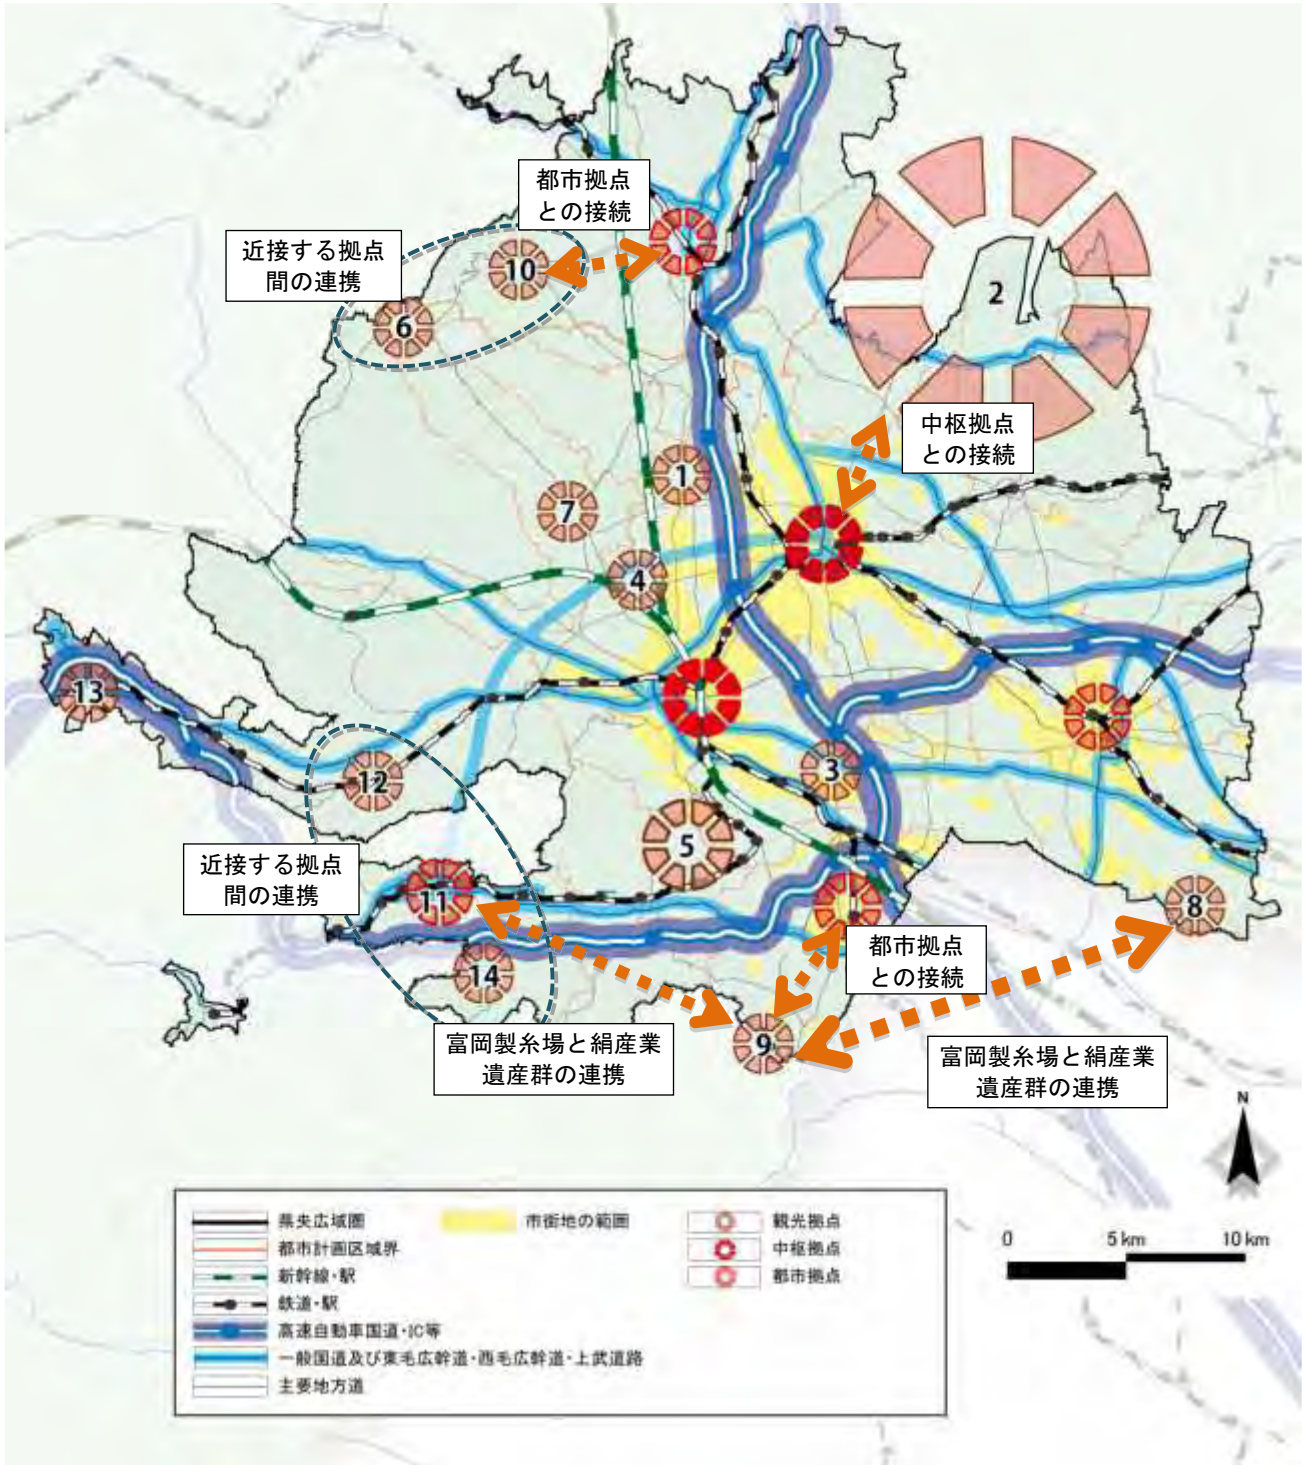 都市拠点
との接続
近接する拠点
間の連携
10
6
2
中枢拠点
との接続
1
7
4
13
12
3
5
近接する拠点
間の連携
11
8
14
都市拠点
との接続
9
富岡製糸場と絹産業
遺産群の連携
富岡製糸場と絹産業
遺産群の連携
N
0 5 km 10 km
県央広域圏
都市計画区域界
新幹線・駅
鉄道・駅
高速自動車国道・IC等
一般国道及び東毛広幹道・西毛広幹道・上武道路
主要地方道
市街地の範囲
観光拠点
中枢拠点
都市拠点